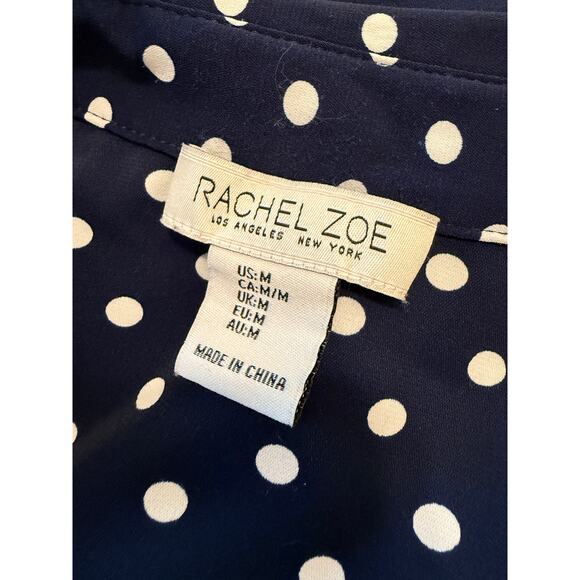 RACHEL ZOE
LOS ANGELES NEW YORK
US:M
CA:M/M
UK:M
EU:M
AU:M
MADE IN CHINA